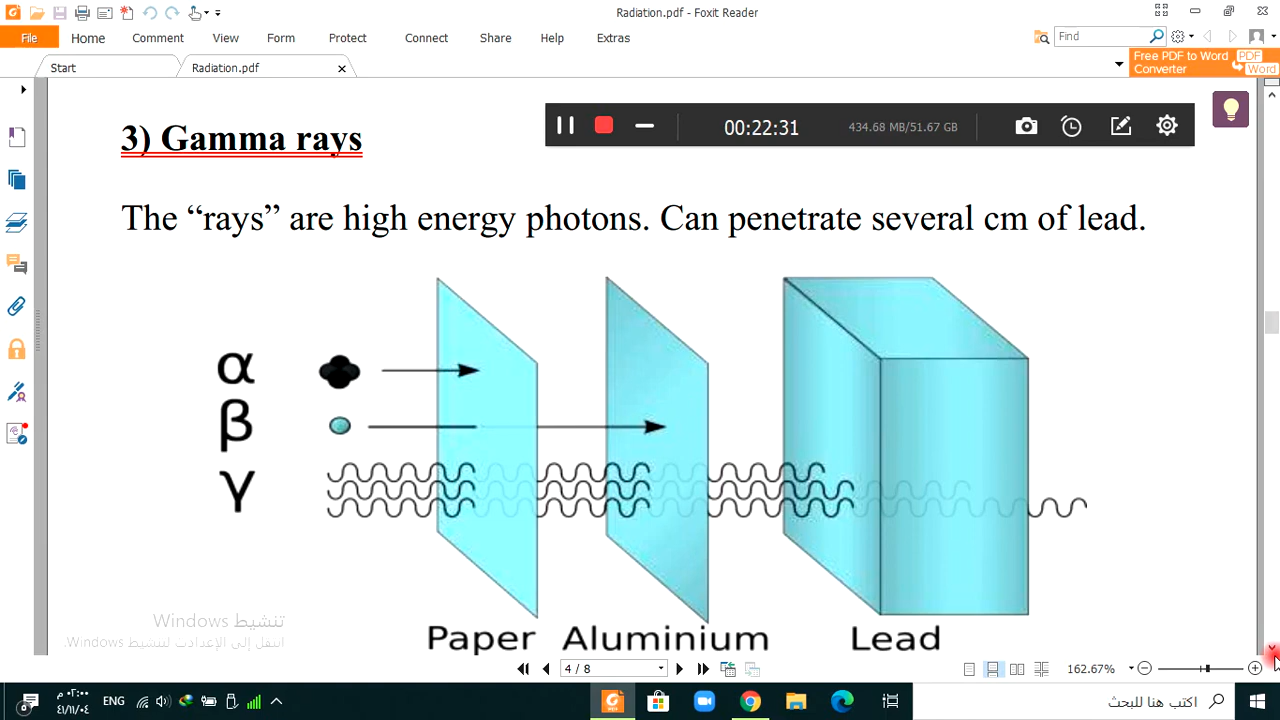 Radiation.pdf - Foxit Reader
File Home Comment View Form Protect Connect Share Help Extras
Find
Start Radiation.pdf
Free PDF to Word Converter
PDF
Word
00:22:31 434.68 MB/51.67 GB
3) Gamma rays
The “rays” are high energy photons. Can penetrate several cm of lead.
α
β
γ
Paper Aluminium Lead
تنشيط Windows
انتقل إلى الإعدادات لتنشيط Windows.
4 / 8
162.67%
ENG
اكتب هنا للبحث